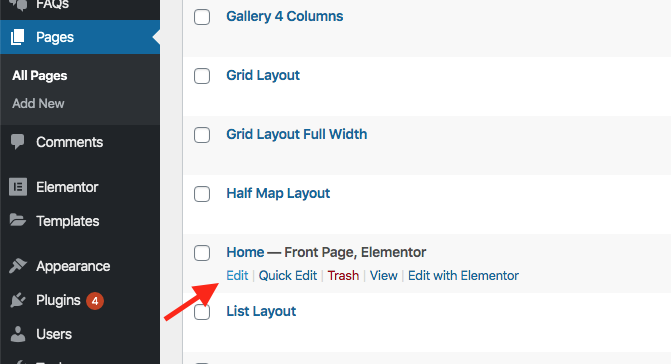 FAQs
Pages
All Pages
Add New
Comments
Elementor
Templates
Appearance
Plugins 4
Users
Gallery 4 Columns
Grid Layout
Grid Layout Full Width
Half Map Layout
Home — Front Page, Elementor
Edit | Quick Edit | Trash | View | Edit with Elementor
List Layout